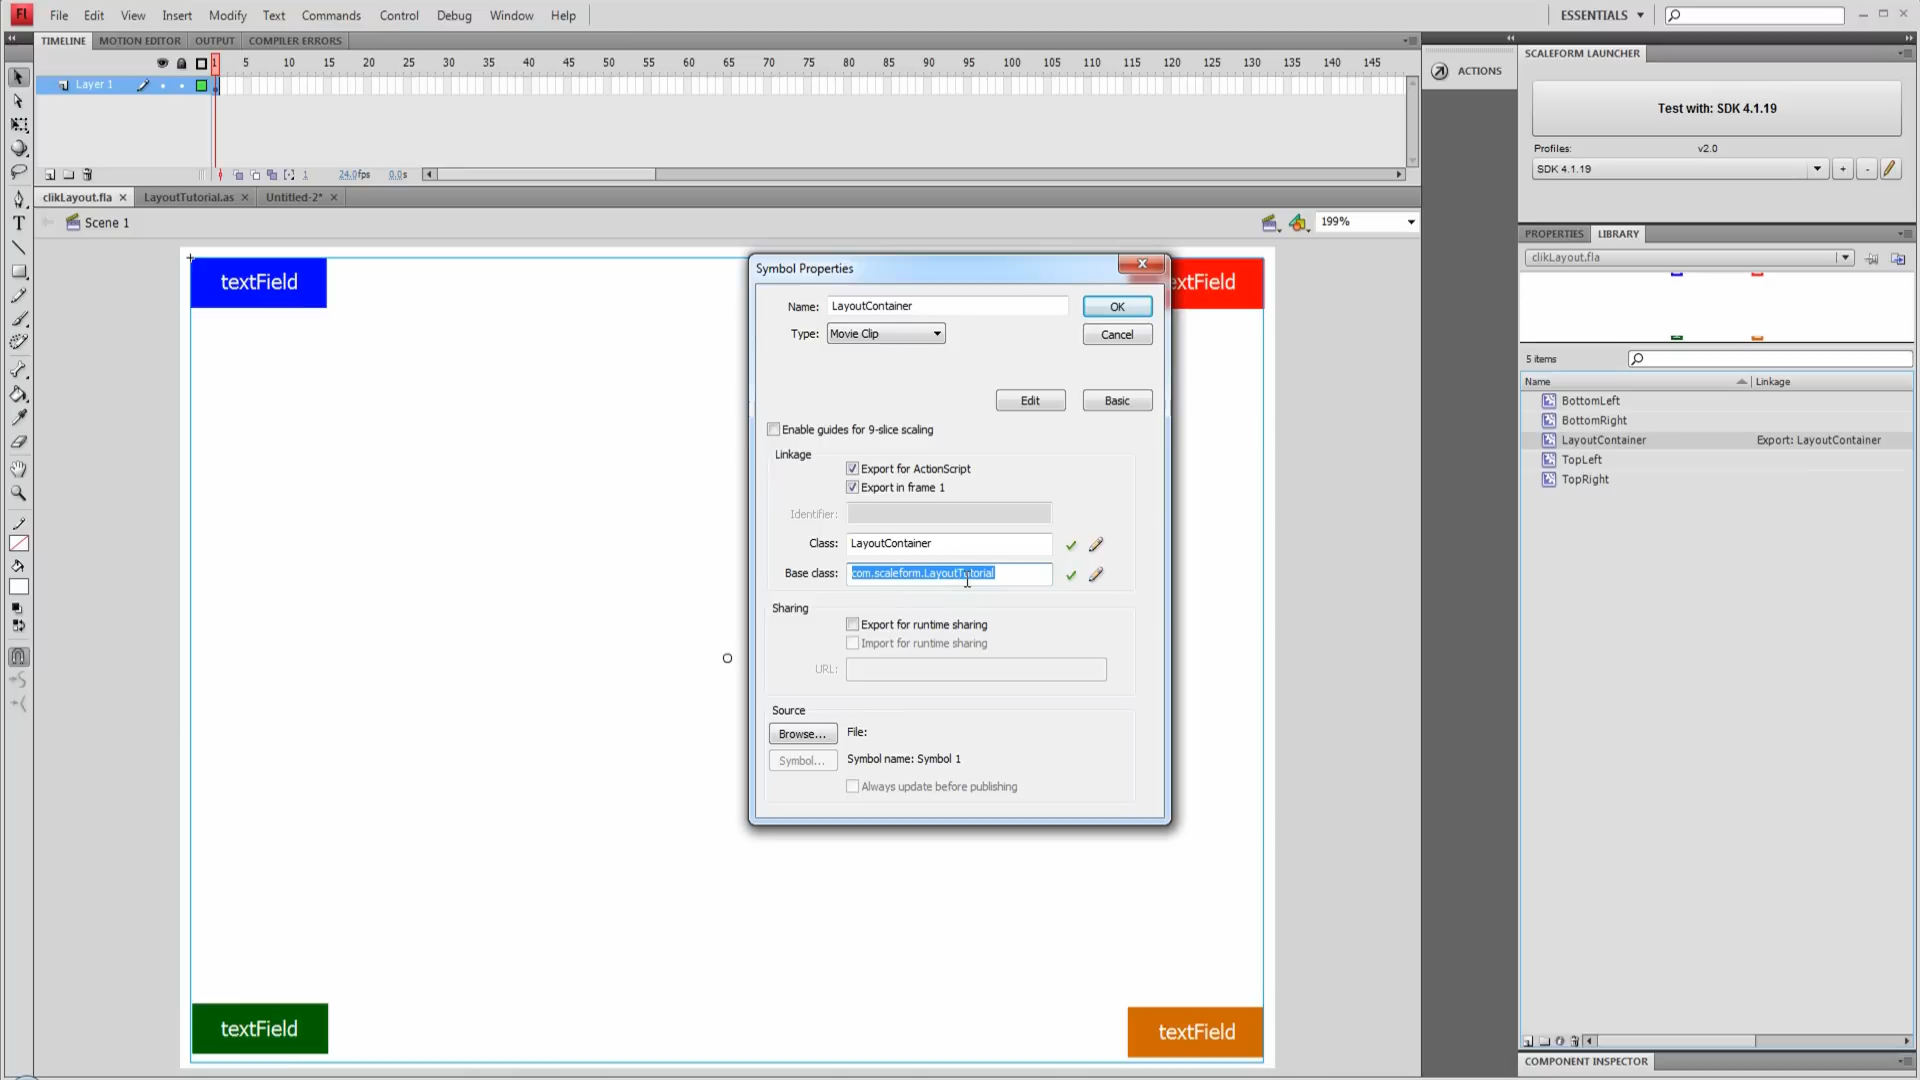 Fl File Edit View Insert Modify Text Commands Control Debug Window Help ESSENTIALS
TIMELINE MOTION EDITOR OUTPUT COMPILER ERRORS
1 5 10 15 20 25 30 35 40 45 50 55 60 65 70 75 80 85 90 95 100 105 110 115 120 125 130 135 140 145
Layer 1
1 24.0fps 0.0s
clikLayout.fla LayoutTutorial.as Untitled-2*
Scene 1
199%
textField
extField
textField
textField
Symbol Properties
Name: LayoutContainer
OK
Type: Movie Clip
Cancel
Edit Basic
Enable guides for 9-slice scaling
Linkage
Export for ActionScript
Export in frame 1
Identifier:
Class: LayoutContainer
Base class: com.scaleform.LayoutTutorial
Sharing
Export for runtime sharing
Import for runtime sharing
URL:
Source
Browse... File:
Symbol... Symbol name: Symbol 1
Always update before publishing
ACTIONS
SCALEFORM LAUNCHER
Test with: SDK 4.1.19
Profiles: v2.0
SDK 4.1.19 + -
PROPERTIES LIBRARY
clikLayout.fla
5 items
Name Linkage
BottomLeft
BottomRight
LayoutContainer Export: LayoutContainer
TopLeft
TopRight
COMPONENT INSPECTOR